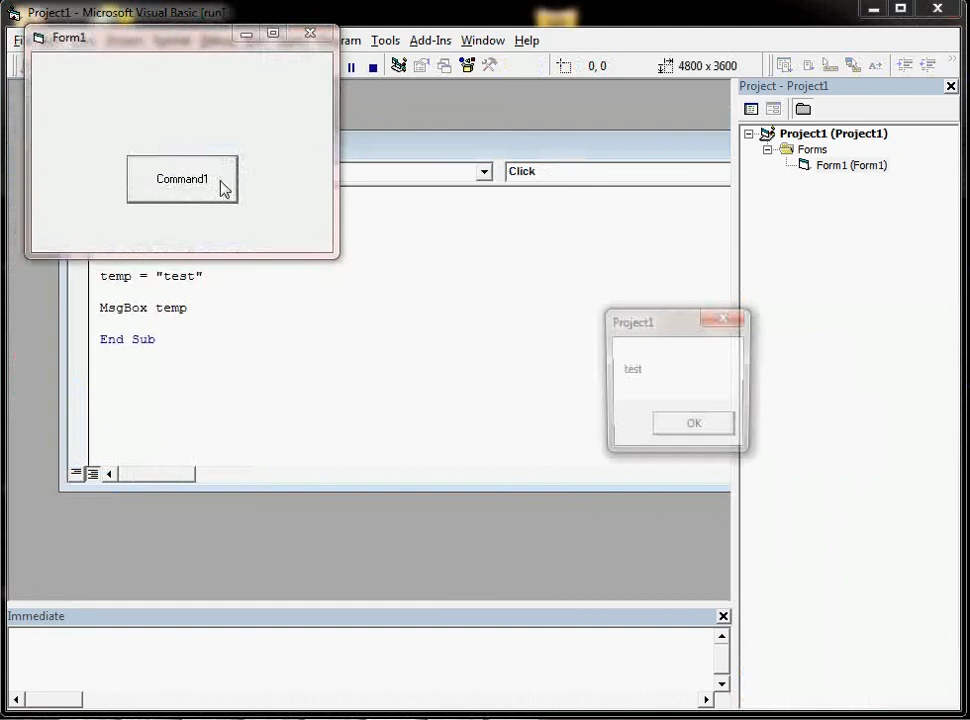 Project1 - Microsoft Visual Basic [run]
Form1
Tools Add-Ins Window Help
0, 0
4800 x 3600
Project - Project1
Project1 (Project1)
Forms
Form1 (Form1)
Command1
Click
temp = "test"
MsgBox temp
End Sub
Project1
test
OK
Immediate